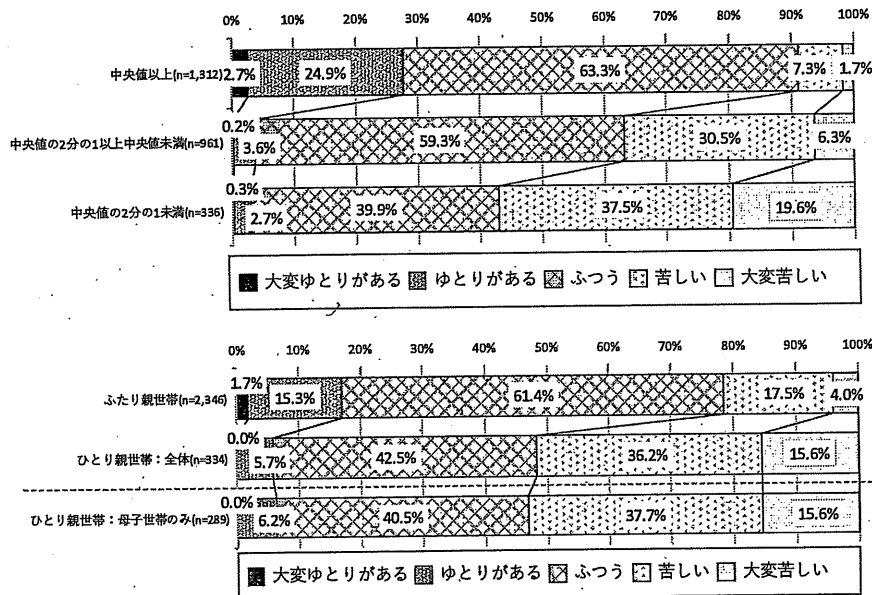 0% 10% 20% 30% 40% 50% 60% 70% 80% 90% 100%
中央値以上(n=1,312) 2.7% 24.9% 63.3% 7.3% 1.7%
中央値の2分の1以上中央値未満(n=961) 0.2% 3.6% 59.3% 30.5% 6.3%
中央値の2分の1未満(n=336) 0.3% 2.7% 39.9% 37.5% 19.6%
大変ゆとりがある ゆとりがある ふつう 苦しい 大変苦しい
0% 10% 20% 30% 40% 50% 60% 70% 80% 90% 100%
ふたり親世帯(n=2,346) 1.7% 15.3% 61.4% 17.5% 4.0%
ひとり親世帯：全体(n=334) 0.0% 5.7% 42.5% 36.2% 15.6%
ひとり親世帯：母子世帯のみ(n=289) 0.0% 6.2% 40.5% 37.7% 15.6%
大変ゆとりがある ゆとりがある ふつう 苦しい 大変苦しい